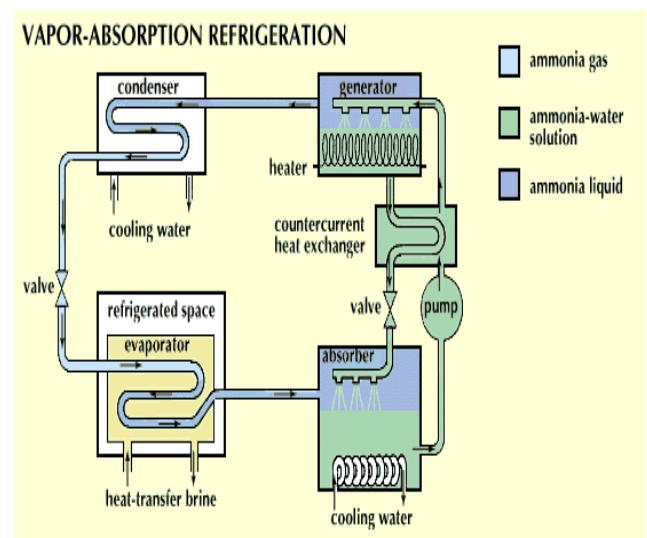 VAPOR-ABSORPTION REFRIGERATION
condenser
generator
ammonia gas
ammonia-water
solution
ammonia liquid
heater
cooling water
countercurrent
heat exchanger
valve
valve
pump
refrigerated space
evaporator
absorber
heat-transfer brine
cooling water